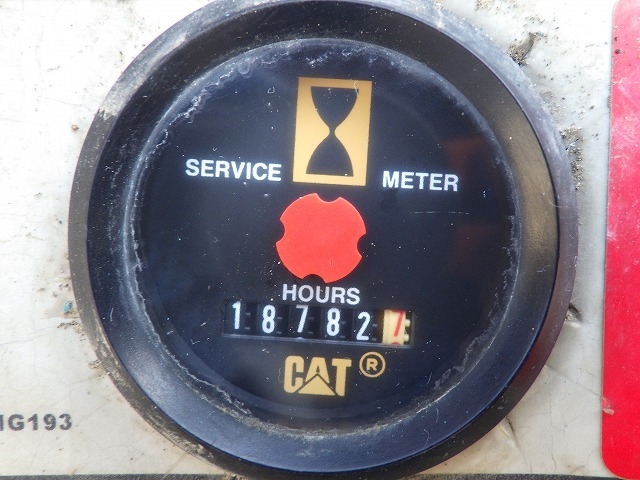 SERVICE METER
HOURS
187827
CAT ®
IG193